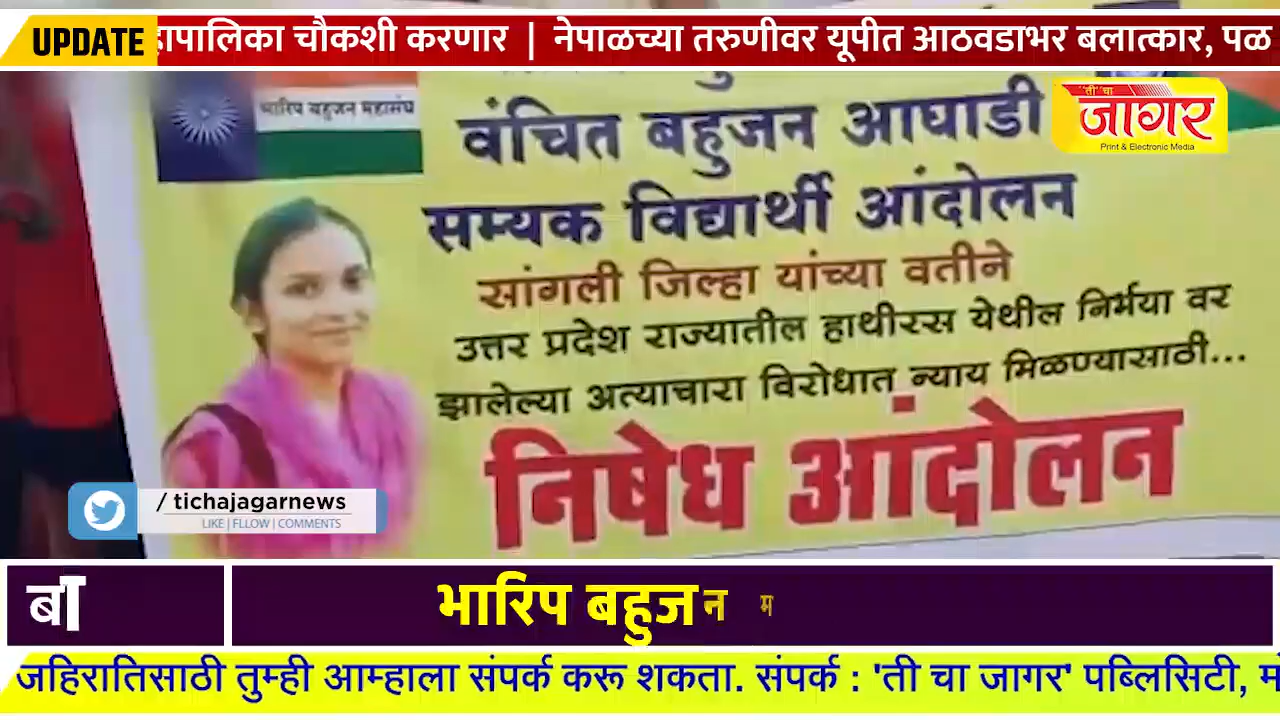 UPDATE
हापालिका चौकशी करणार | नेपाळच्या तरुणीवर यूपीत आठवडाभर बलात्कार, पळ
"ती" चा
जागर
Print & Electronic Media
भारिप बहुजन महासंघ
वंचित बहुजन आघाडी
सम्यक विद्यार्थी आंदोलन
सांगली जिल्हा यांच्या वतीने
उत्तर प्रदेश राज्यातील हाथीरस येथील निर्भया वर
झालेल्या अत्याचारा विरोधात न्याय मिळण्यासाठी...
निषेध आंदोलन
/ tichajagarnews
LIKE | FLLOW | COMMENTS
बा
भारिप बहुजन म
जहिरातिसाठी तुम्ही आम्हाला संपर्क करू शकता. संपर्क : 'ती चा जागर' पब्लिसिटी, मो